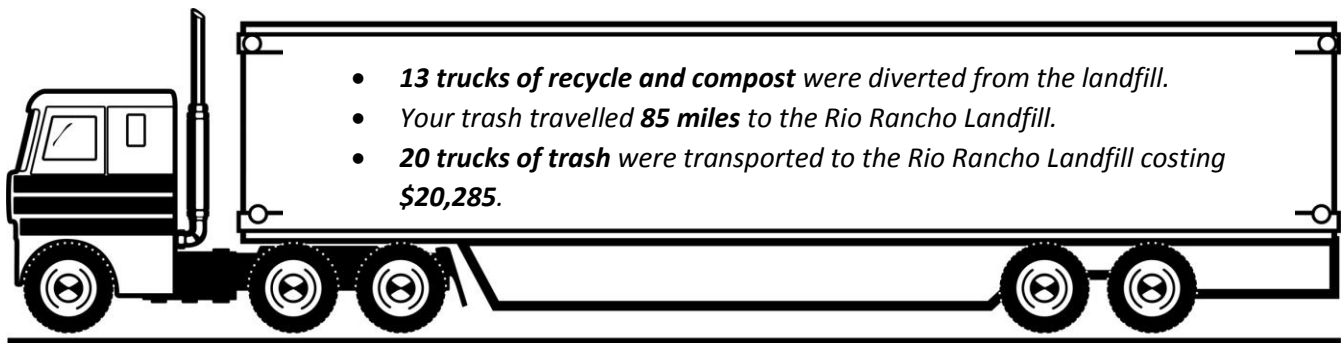 • 13 trucks of recycle and compost were diverted from the landfill.
• Your trash travelled 85 miles to the Rio Rancho Landfill.
• 20 trucks of trash were transported to the Rio Rancho Landfill costing
$20,285.